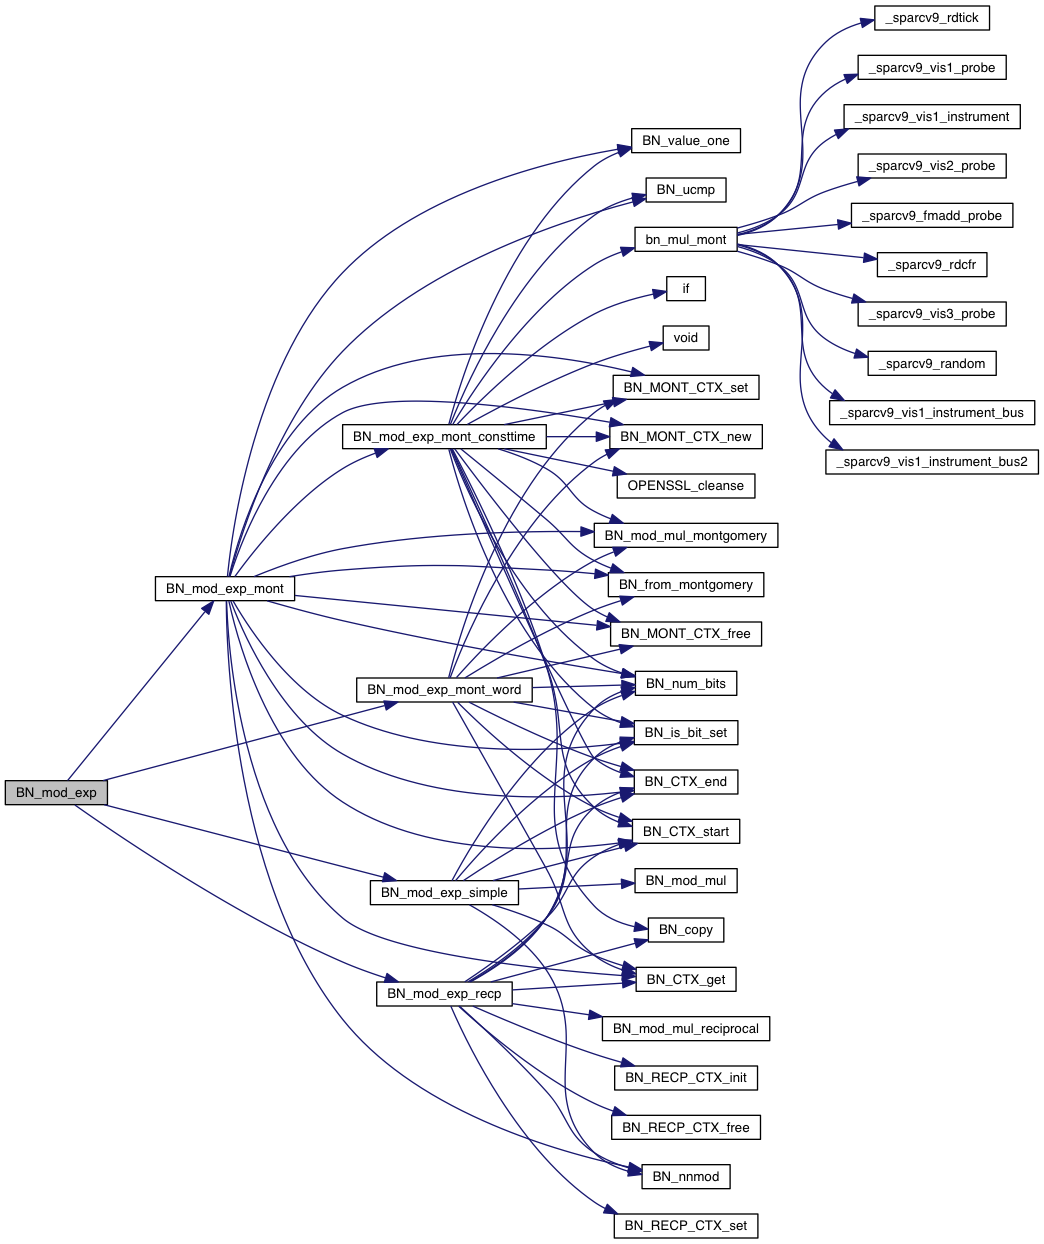 BN_mod_exp
BN_mod_exp_mont
BN_mod_exp_mont_consttime
BN_mod_exp_mont_word
BN_mod_exp_simple
BN_mod_exp_recp
BN_value_one
BN_ucmp
bn_mul_mont
if
void
BN_MONT_CTX_set
BN_MONT_CTX_new
OPENSSL_cleanse
BN_mod_mul_montgomery
BN_from_montgomery
BN_MONT_CTX_free
BN_num_bits
BN_is_bit_set
BN_CTX_end
BN_CTX_start
BN_mod_mul
BN_copy
BN_CTX_get
BN_mod_mul_reciprocal
BN_RECP_CTX_init
BN_RECP_CTX_free
BN_nnmod
BN_RECP_CTX_set
_sparcv9_rdtick
_sparcv9_vis1_probe
_sparcv9_vis1_instrument
_sparcv9_vis2_probe
_sparcv9_fmadd_probe
_sparcv9_rdcfr
_sparcv9_vis3_probe
_sparcv9_random
_sparcv9_vis1_instrument_bus
_sparcv9_vis1_instrument_bus2